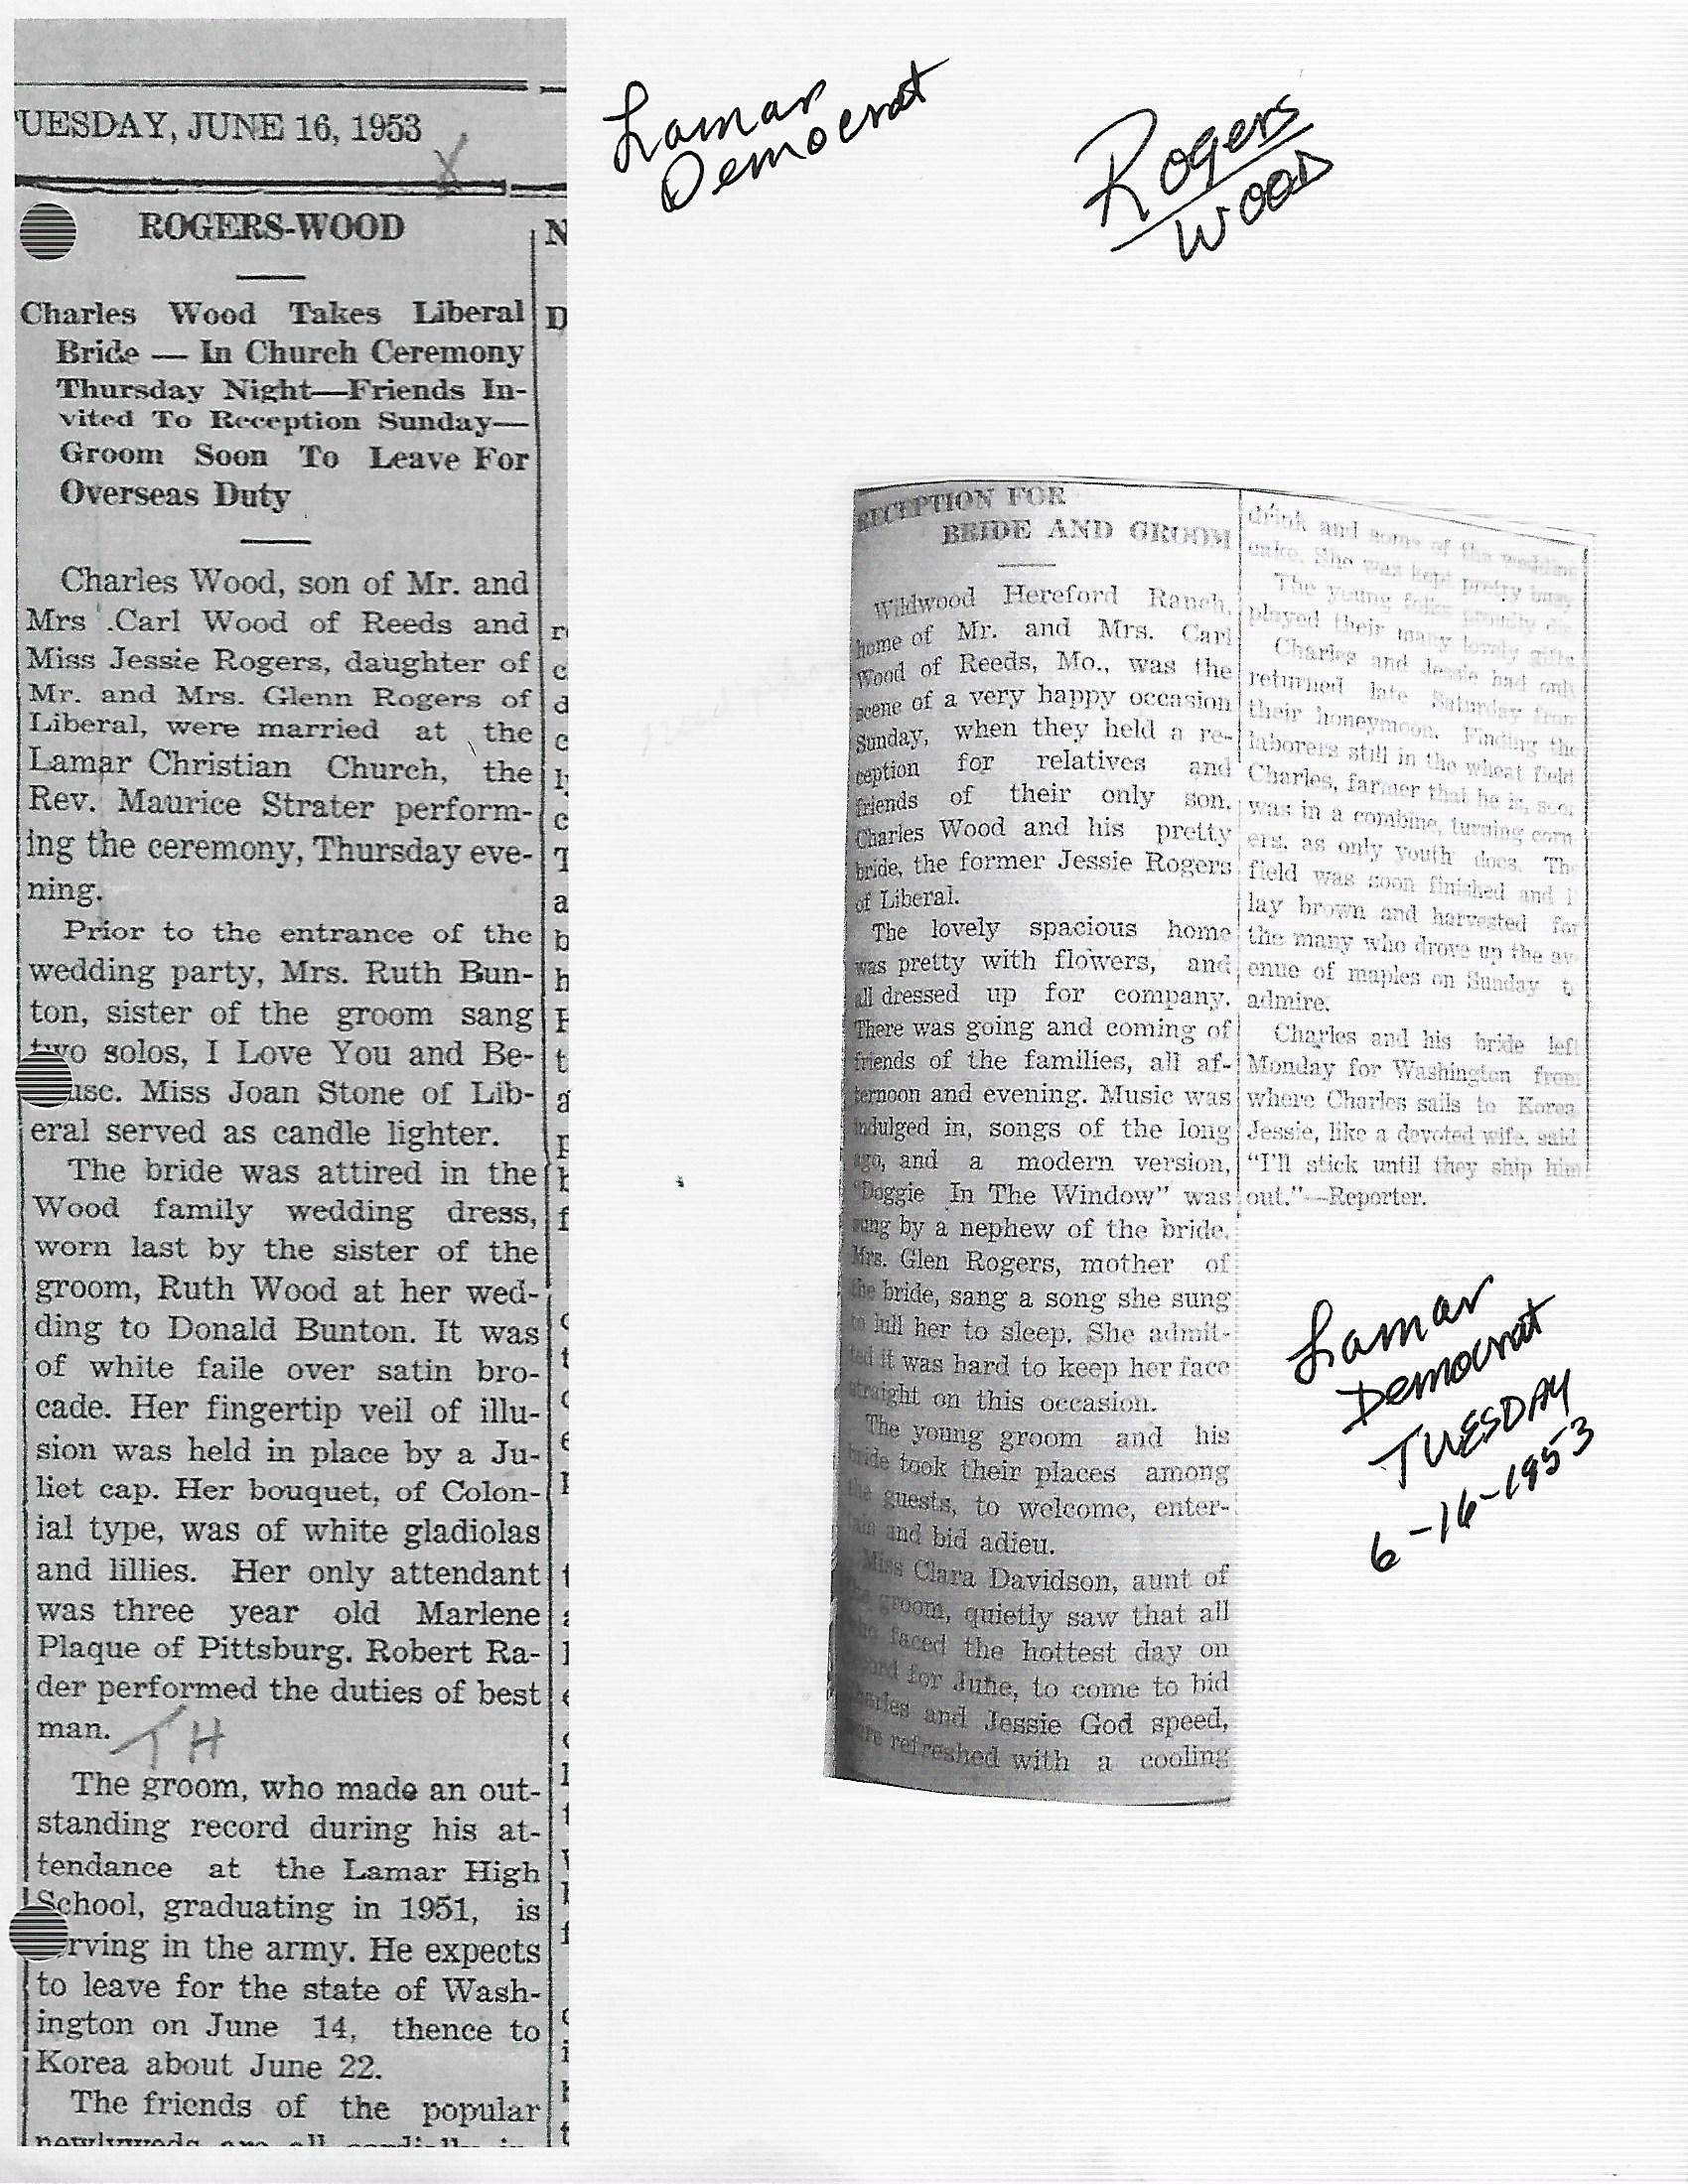 UESDAY, JUNE 16, 1953
X
ROGERS-WOOD
Charles Wood Takes Liberal
Bride — In Church Ceremony
Thursday Night—Friends In-
vited To Reception Sunday—
Groom Soon To Leave For
Overseas Duty
Charles Wood, son of Mr. and
Mrs .Carl Wood of Reeds and
Miss Jessie Rogers, daughter of
Mr. and Mrs. Glenn Rogers of
Liberal, were married at the
Lamar Christian Church, the
Rev. Maurice Strater perform-
ing the ceremony, Thursday eve-
ning.
Prior to the entrance of the
wedding party, Mrs. Ruth Bun-
ton, sister of the groom sang
two solos, I Love You and Be-
use. Miss Joan Stone of Lib-
eral served as candle lighter.
The bride was attired in the
Wood family wedding dress,
worn last by the sister of the
groom, Ruth Wood at her wed-
ding to Donald Bunton. It was
of white faile over satin bro-
cade. Her fingertip veil of illu-
sion was held in place by a Ju-
liet cap. Her bouquet, of Colon-
ial type, was of white gladiolas
and lillies. Her only attendant
was three year old Marlene
Plaque of Pittsburg. Robert Ra-
der performed the duties of best
man.
TH
The groom, who made an out-
standing record during his at-
tendance at the Lamar High
School, graduating in 1951, is
rving in the army. He expects
to leave for the state of Wash-
ington on June 14, thence to
Korea about June 22.
The friends of the popular
newlyweds are all cordially in-
Lamar
Democrat
Rogers
WOOD
RECEPTION FOR
BRIDE AND GROOM
Wildwood Hereford Ranch,
home of Mr. and Mrs. Carl
Wood of Reeds, Mo., was the
scene of a very happy occasion
Sunday, when they held a re-
ception for relatives and
friends of their only son,
Charles Wood and his pretty
bride, the former Jessie Rogers
of Liberal.
The lovely spacious home
was pretty with flowers, and
all dressed up for company.
There was going and coming of
friends of the families, all af-
ternoon and evening. Music was
indulged in, songs of the long
ago, and a modern version,
"Doggie In The Window" was
sung by a nephew of the bride.
Mrs. Glen Rogers, mother of
the bride, sang a song she sung
to lull her to sleep. She admit-
ted it was hard to keep her face
straight on this occasion.
The young groom and his
bride took their places among
the guests, to welcome, enter-
tain and bid adieu.
Miss Clara Davidson, aunt of
the groom, quietly saw that all
who faced the hottest day on
record for June, to come to bid
Charles and Jessie God speed,
were refreshed with a cooling
drink and some of the wedding
cake. She was kept pretty busy
The young folks proudly dis
played their many lovely gifts.
Charles and Jessie had only
returned late Saturday from
their honeymoon. Finding the
laborers still in the wheat field
Charles, farmer that he is, soon
was in a combine, turning corn
ers, as only youth does. The
field was soon finished and i
lay brown and harvested for
the many who drove up the av
enue of maples on Sunday t
admire.
Charles and his bride left
Monday for Washington from
where Charles sails to Korea
Jessie, like a devoted wife, said
"I'll stick until they ship him
out."—Reporter.
Lamar
Democrat
TUESDAY
6-16-1953